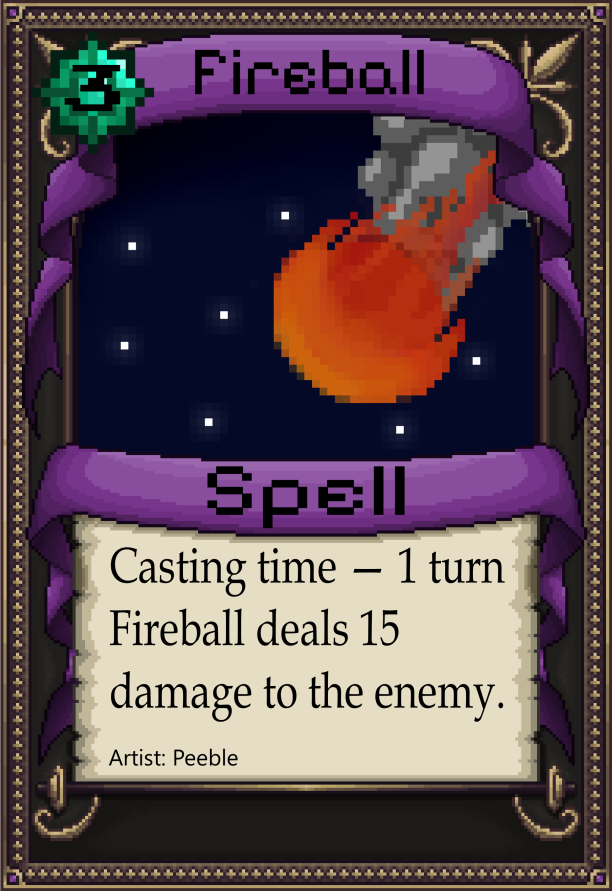 3
Fireball
Spell
Casting time – 1 turn
Fireball deals 15
damage to the enemy.
Artist: Peeble